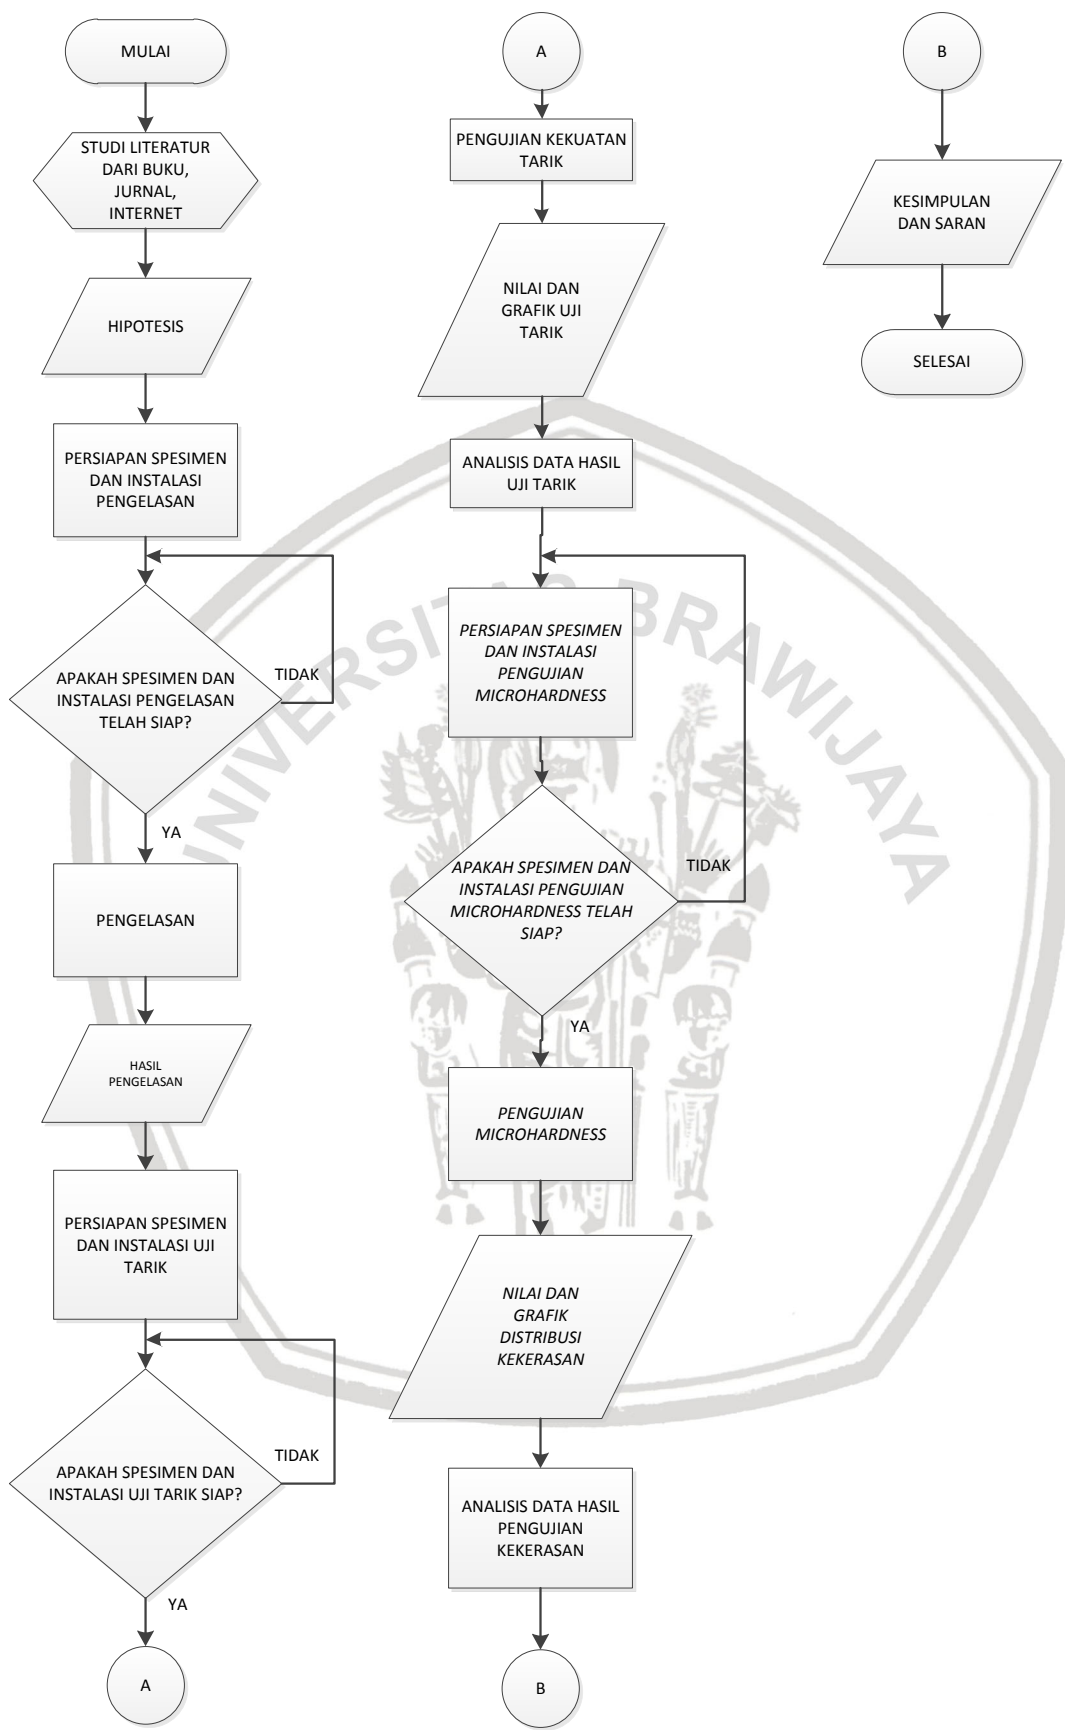 MULAI
STUDI LITERATUR
DARI BUKU,
JURNAL,
INTERNET
HIPOTESIS
PERSIAPAN SPESIMEN
DAN INSTALASI
PENGELASAN
APAKAH SPESIMEN DAN
INSTALASI PENGELASAN
TELAH SIAP?
TIDAK
YA
PENGELASAN
HASIL
PENGELASAN
PERSIAPAN SPESIMEN
DAN INSTALASI UJI
TARIK
APAKAH SPESIMEN DAN
INSTALASI UJI TARIK SIAP?
TIDAK
YA
A
A
PENGUJIAN KEKUATAN
TARIK
NILAI DAN
GRAFIK UJI
TARIK
ANALISIS DATA HASIL
UJI TARIK
PERSIAPAN SPESIMEN
DAN INSTALASI
PENGUJIAN
MICROHARDNESS
APAKAH SPESIMEN DAN
INSTALASI PENGUJIAN
MICROHARDNESS TELAH
SIAP?
TIDAK
YA
PENGUJIAN
MICROHARDNESS
NILAI DAN
GRAFIK
DISTRIBUSI
KEKERASAN
ANALISIS DATA HASIL
PENGUJIAN
KEKERASAN
B
B
KESIMPULAN
DAN SARAN
SELESAI
UNIVERSITAS BRAWIJAYA